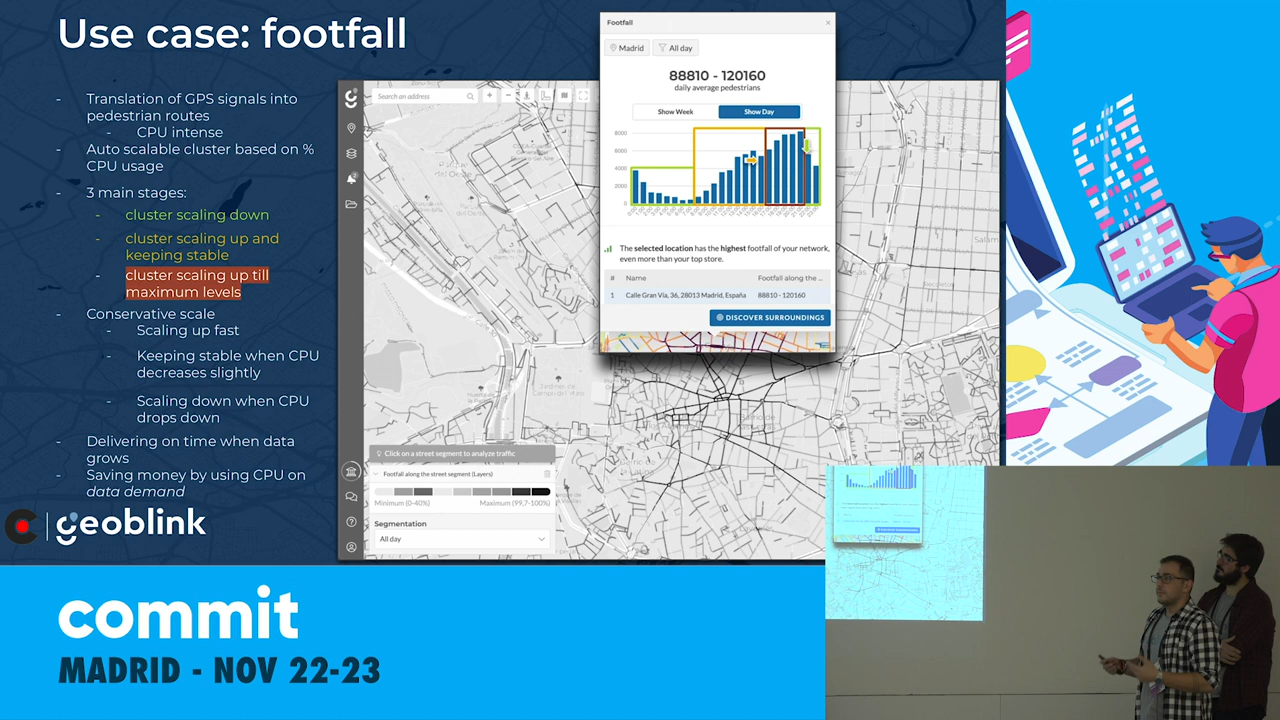 Use case: footfall
- Translation of GPS signals into
pedestrian routes
- CPU intense
- Auto scalable cluster based on %
CPU usage
- 3 main stages:
- cluster scaling down
- cluster scaling up and
keeping stable
- cluster scaling up till
maximum levels
- Conservative scale
- Scaling up fast
- Keeping stable when CPU
decreases slightly
- Scaling down when CPU
drops down
- Delivering on time when data
grows
- Saving money by using CPU on
data demand
geoblink
Search an address
Footfall
Madrid
All day
88810 - 120160
daily average pedestrians
Show Week
Show Day
8000
6000
4000
2000
0
The selected location has the highest footfall of your network,
even more than your top store.
# Name Footfall along the ...
1 Calle Gran Vía, 36, 28013 Madrid, España 88810 - 120160
DISCOVER SURROUNDINGS
Click on a street segment to analyze traffic
Footfall along the street segment (Layers)
Minimum (0-40%) Maximum (99,7-100%)
Segmentation
All day
commit
MADRID - NOV 22-23